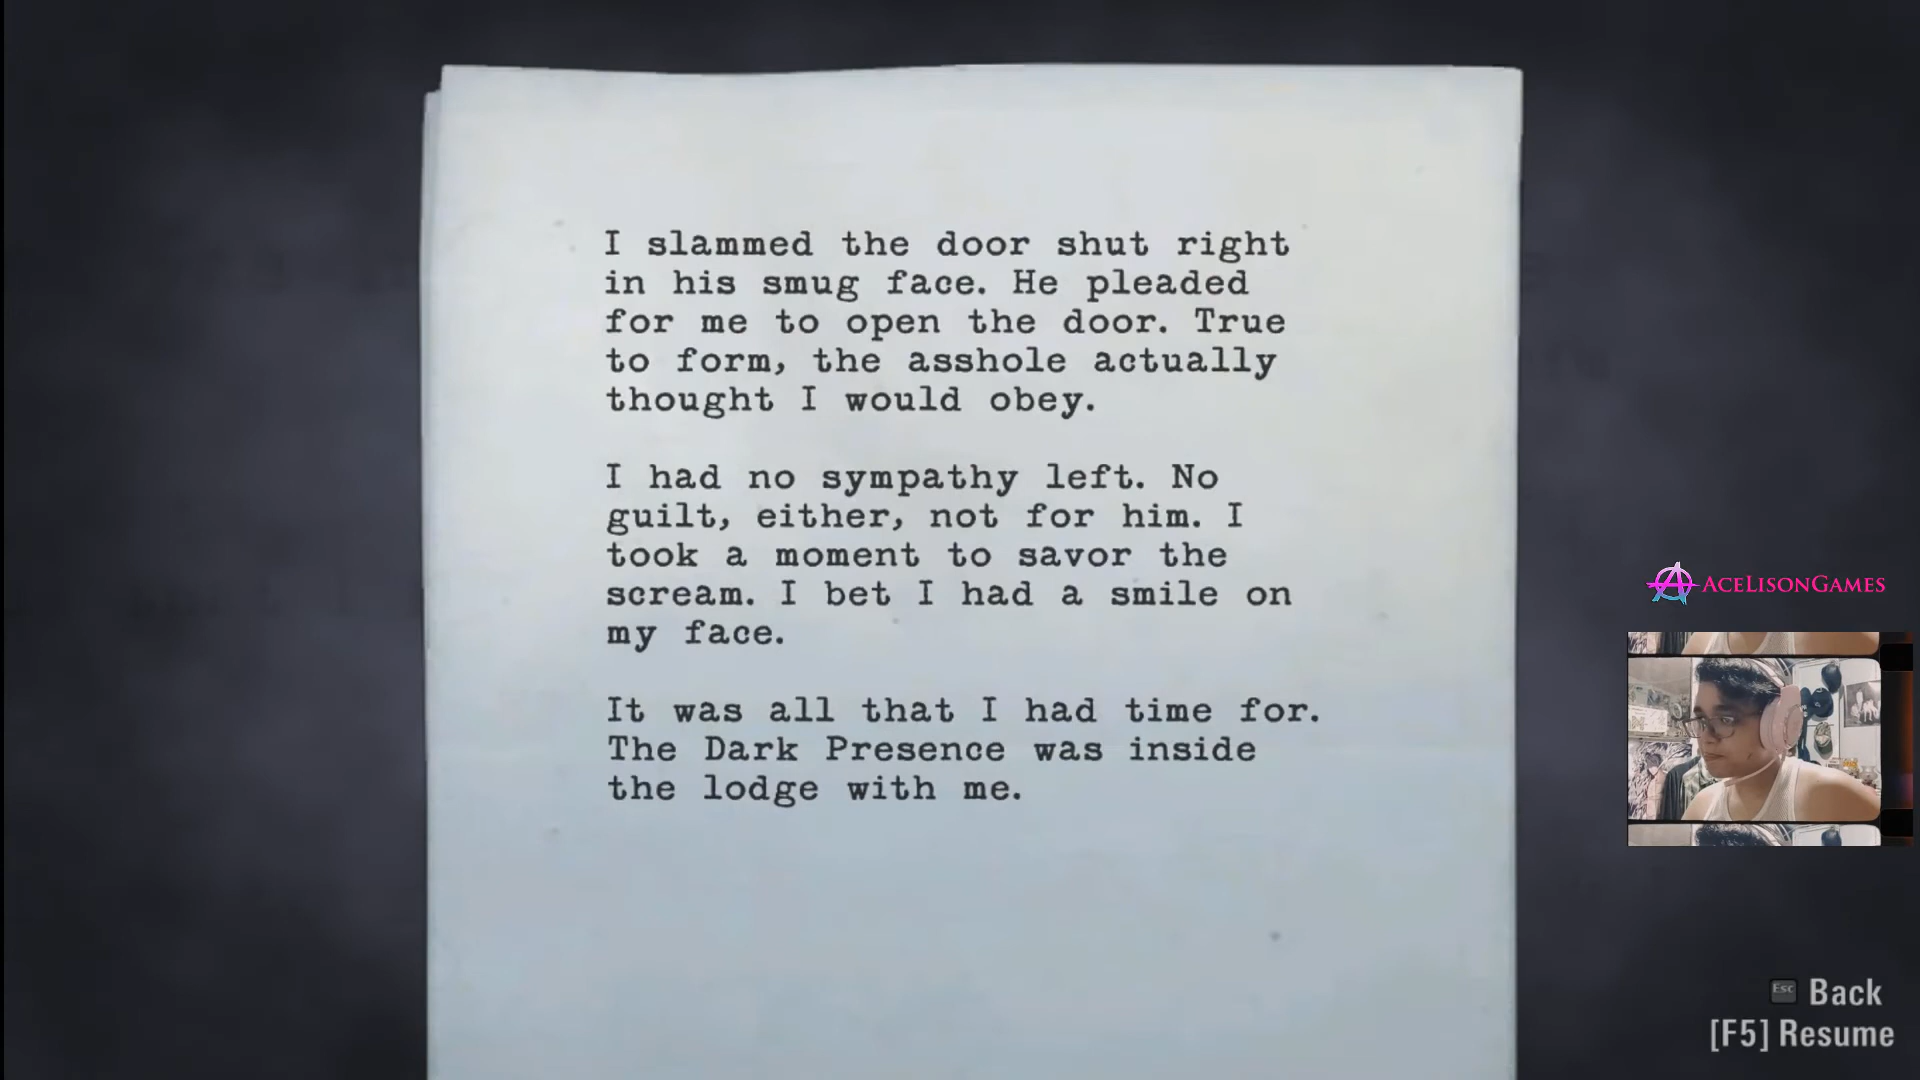 I slammed the door shut right
in his smug face. He pleaded
for me to open the door. True
to form, the asshole actually
thought I would obey.
I had no sympathy left. No
guilt, either, not for him. I
took a moment to savor the
scream. I bet I had a smile on
my face.
It was all that I had time for.
The Dark Presence was inside
the lodge with me.
ACELISONGAMES
Esc Back
[F5] Resume